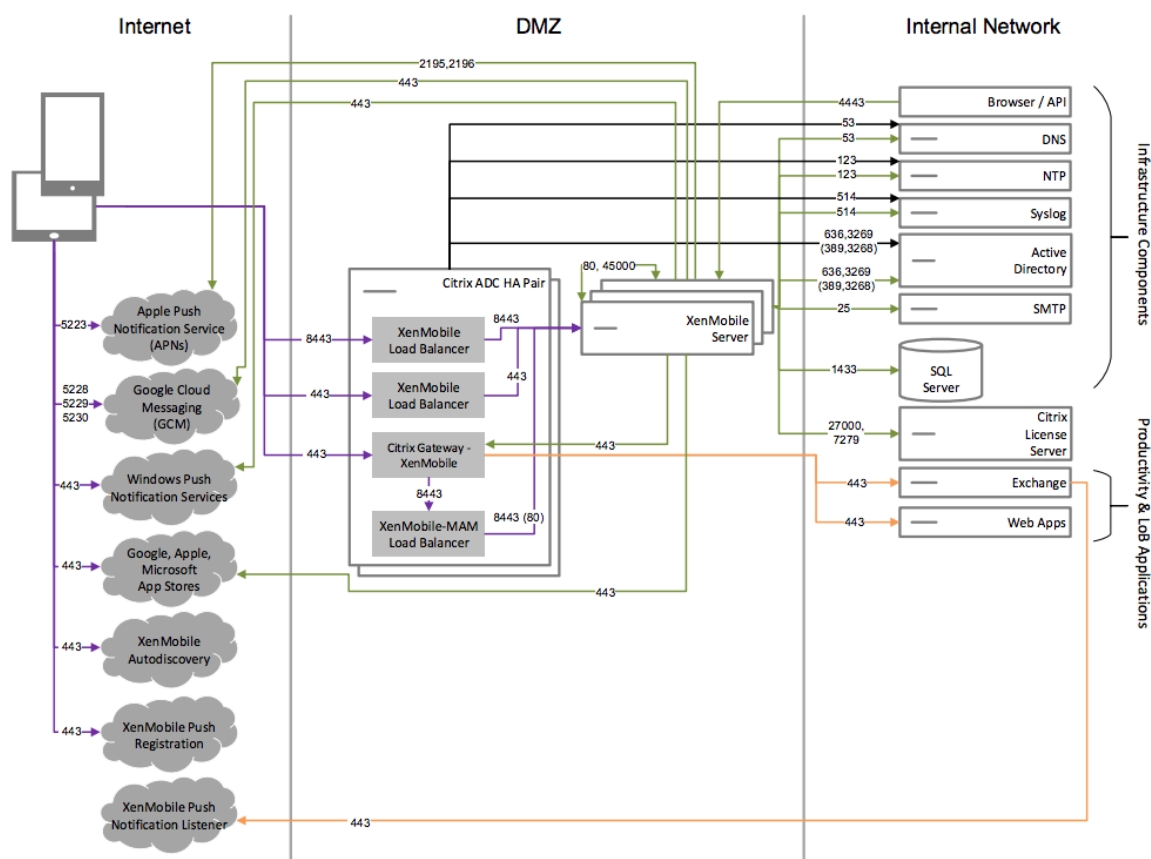 Internet
DMZ
Internal Network
2195,2196
443
443
4443
Browser / API
53
53
DNS
123
123
NTP
514
514
Syslog
636,3269
(389,3268)
636,3269
(389,3268)
Active
Directory
25
SMTP
1433
SQL
Server
27000,
7279
Citrix
License
Server
443
Exchange
443
Web Apps
Infrastructure Components
Productivity & LoB Applications
Citrix ADC HA Pair
80, 45000
XenMobile
Server
8443
XenMobile
Load Balancer
8443
443
XenMobile
Load Balancer
443
443
Citrix Gateway -
XenMobile
443
8443
XenMobile-MAM
Load Balancer
8443 (80)
443
5223
Apple Push
Notification Service
(APNs)
5228
5229
5230
Google Cloud
Messaging
(GCM)
443
Windows Push
Notification Services
443
Google, Apple,
Microsoft
App Stores
443
XenMobile
Autodiscovery
443
XenMobile Push
Registration
XenMobile Push
Notification Listener
443